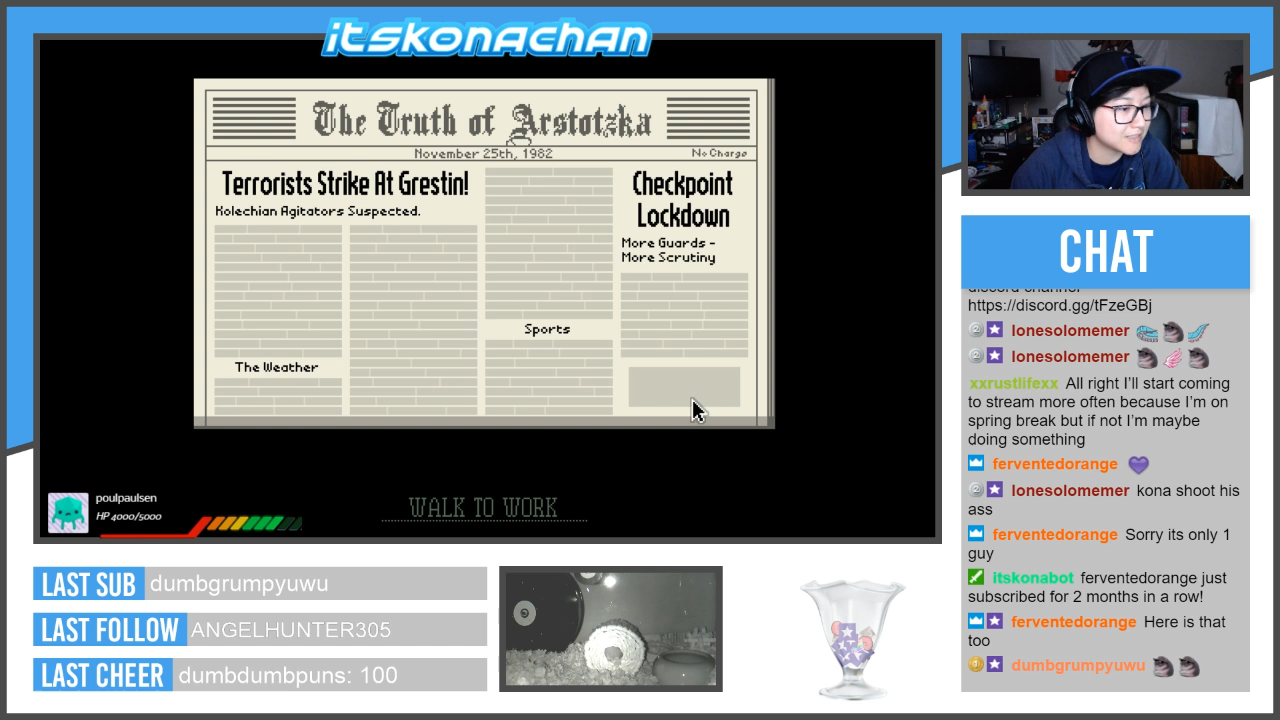 itskonachan
The Truth of Arstotzka
November 25th, 1982
No Charge
Terrorists Strike At Grestin!
Kolechian Agitators Suspected.
Checkpoint
Lockdown
More Guards -
More Scrutiny
Sports
The Weather
poulpaulsen
HP 4000/5000
WALK TO WORK
LAST SUB dumbgrumpyuwu
LAST FOLLOW ANGELHUNTER305
LAST CHEER dumbdumbpuns: 100
CHAT
discord channel
https://discord.gg/tFzeGBj
lonesolomemer
lonesolomemer
xxrustlifexx All right I'll start coming
to stream more often because I'm on
spring break but if not I'm maybe
doing something
ferventedorange
lonesolomemer kona shoot his
ass
ferventedorange Sorry its only 1
guy
itskonabot ferventedorange just
subscribed for 2 months in a row!
ferventedorange Here is that
too
dumbgrumpyuwu